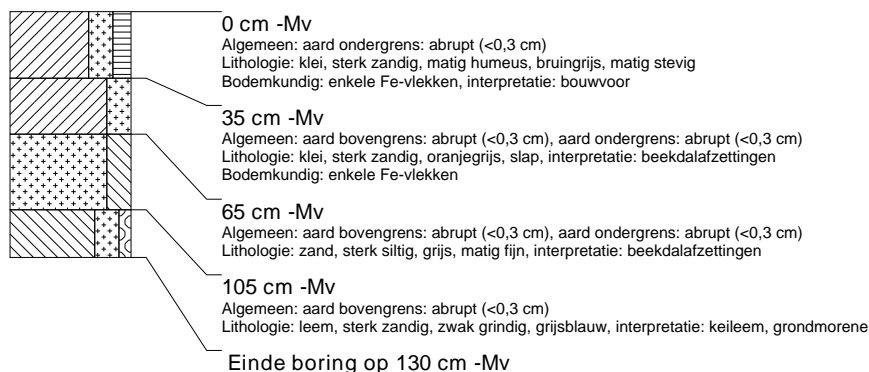 0 cm -Mv
Algemeen: aard ondergrens: abrupt (<0,3 cm)
Lithologie: klei, sterk zandig, matig humeus, bruingrijs, matig stevig
Bodemkundig: enkele Fe-vlekken, interpretatie: bouwvoor
35 cm -Mv
Algemeen: aard bovengrens: abrupt (<0,3 cm), aard ondergrens: abrupt (<0,3 cm)
Lithologie: klei, sterk zandig, oranjegrijs, slap, interpretatie: beekdalafzettingen
Bodemkundig: enkele Fe-vlekken
65 cm -Mv
Algemeen: aard bovengrens: abrupt (<0,3 cm), aard ondergrens: abrupt (<0,3 cm)
Lithologie: zand, sterk siltig, grijs, matig fijn, interpretatie: beekdalafzettingen
105 cm -Mv
Algemeen: aard bovengrens: abrupt (<0,3 cm)
Lithologie: leem, sterk zandig, zwak grindig, grijsblauw, interpretatie: keileem, grondmorene
Einde boring op 130 cm -Mv